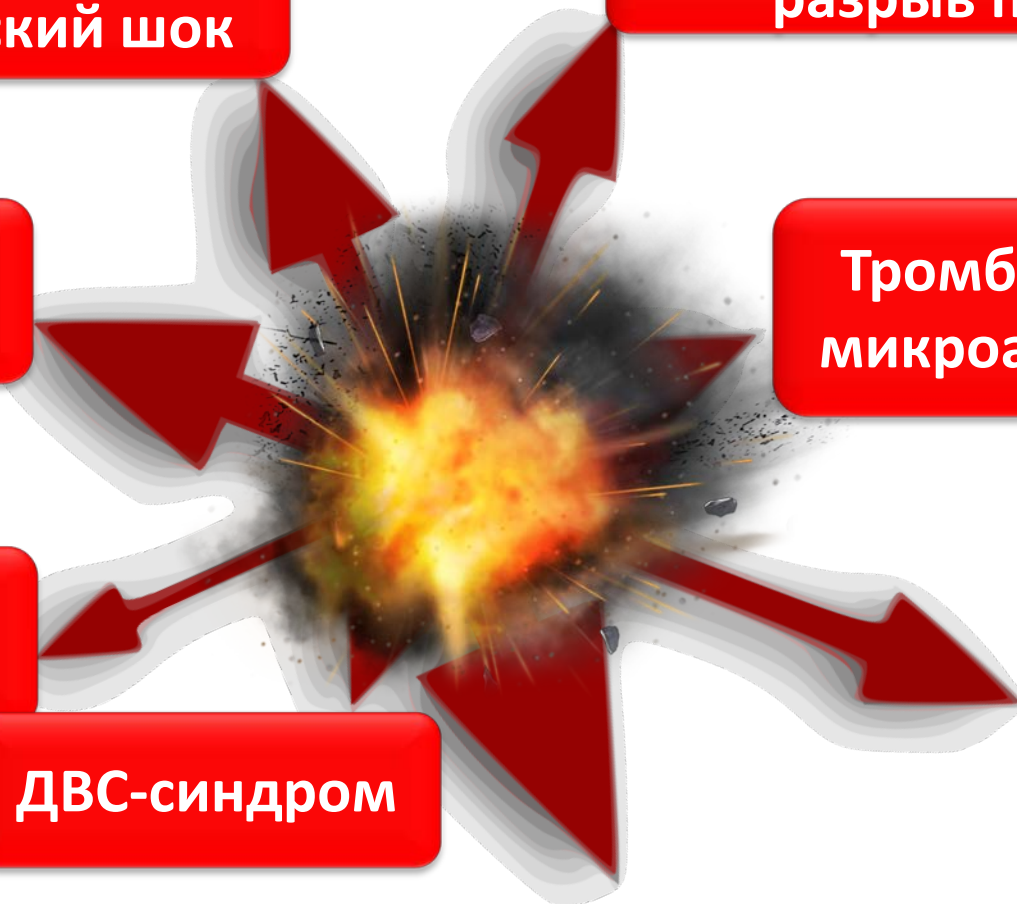 ский шок
разрыв п
Тромб
микроа
ДВС-синдром